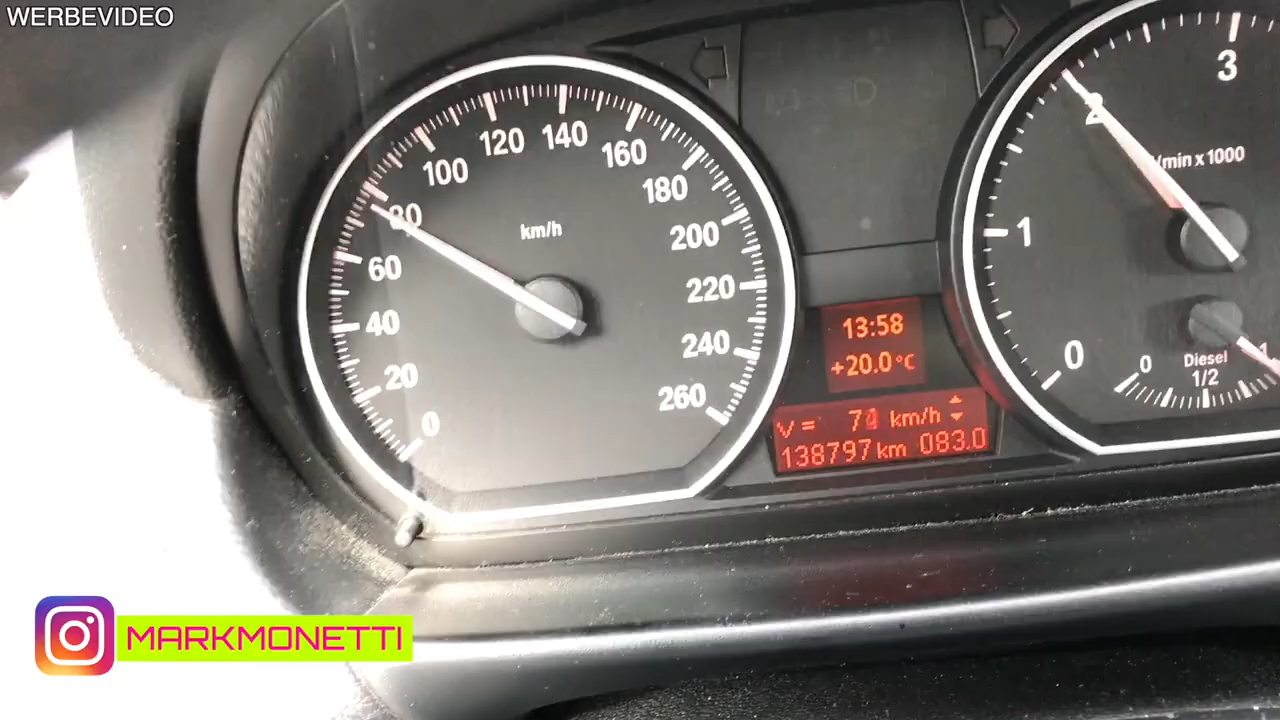 WERBEVIDEO
0
20
40
60
80
100
120
140
160
180
200
220
240
260
km/h
13:58
+20.0°C
v = km/h
138797 km 083.0
0
1
2
3
/min x 1000
0
Diesel
1/2
1
MARKMONETTI